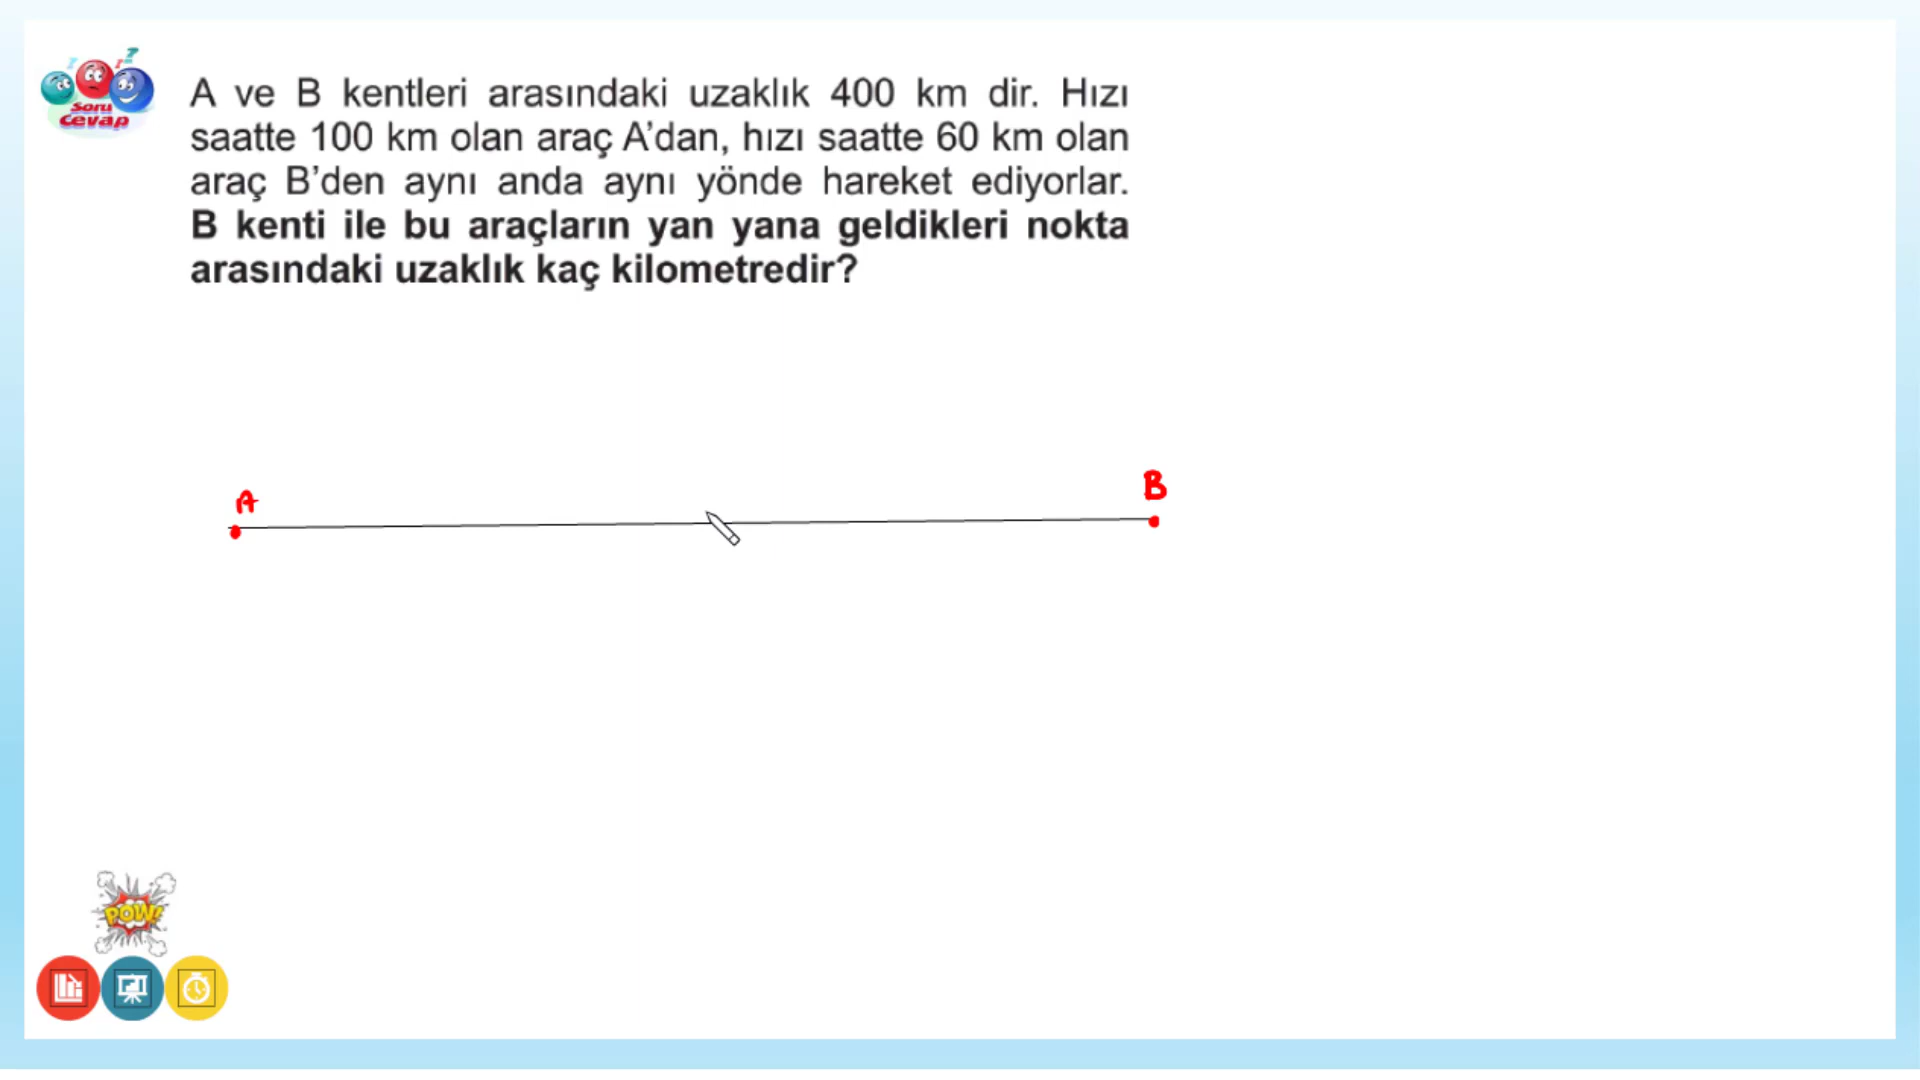 Soru
Cevap
A ve B kentleri arasındaki uzaklık 400 km dir. Hızı
saatte 100 km olan araç A’dan, hızı saatte 60 km olan
araç B’den aynı anda aynı yönde hareket ediyorlar.
B kenti ile bu araçların yan yana geldikleri nokta
arasındaki uzaklık kaç kilometredir?
A
B
POW!